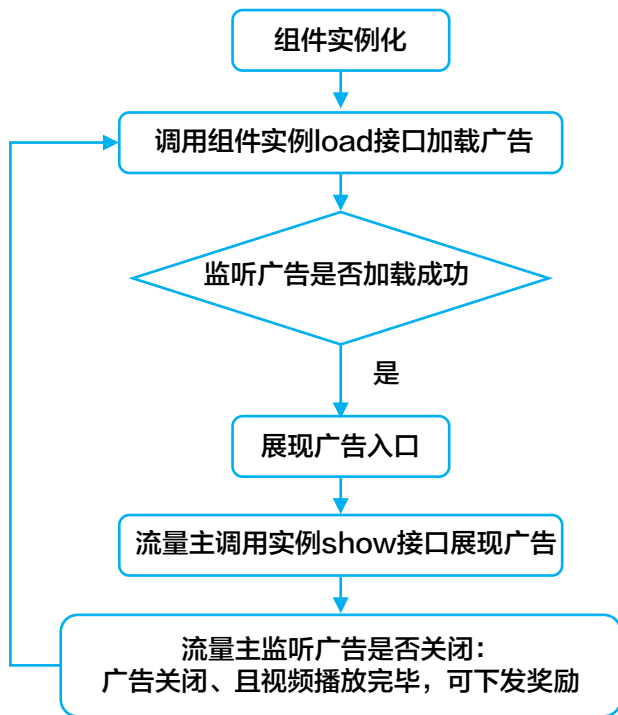 组件实例化
调用组件实例load接口加载广告
监听广告是否加载成功
是
展现广告入口
流量主调用实例show接口展现广告
流量主监听广告是否关闭：
广告关闭、且视频播放完毕，可下发奖励